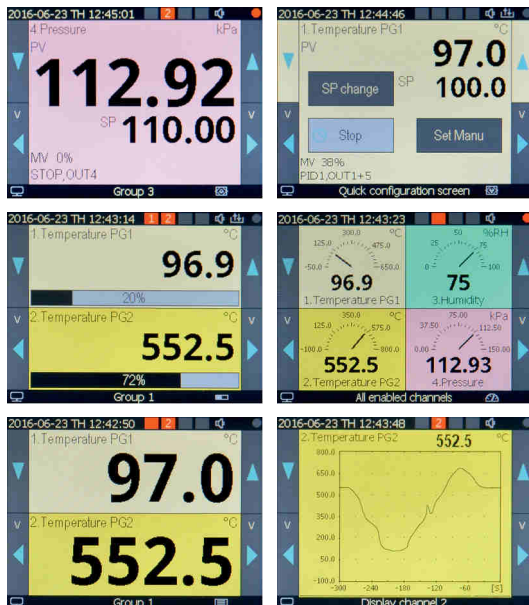 2016-06-23 TH 12:45:01 2
4.Pressure kPa
PV
112.92
SP 110.00
MV 0%
STOP,OUT4
Group 3
2016-06-23 TH 12:44:46
1.Temperature PG1 °C
PV
97.0
SP change SP 100.0
Stop Set Manu
MV 38%
PID1,OUT1+5
Quick configuration screen
2016-06-23 TH 12:43:14 1 2
1.Temperature PG1 °C
96.9
20%
2.Temperature PG2 °C
552.5
72%
Group 1
2016-06-23 TH 12:43:23
300.0 °C
125.0 475.0
-50.0 650.0
96.9
1.Temperature PG1
50 %RH
25 75
0 100
75
3.Humidity
350.0 °C
125.0 575.0
-100.0 800.0
552.5
2.Temperature PG2
75.00 kPa
37.50 112.50
0.00 150.00
112.93
4.Pressure
All enabled channels
2016-06-23 TH 12:42:50 2
1.Temperature PG1 °C
97.0
2.Temperature PG2 °C
552.5
Group 1
2016-06-23 TH 12:43:48 2
2.Temperature PG2 552.5 °C
800.0
650.0
500.0
350.0
200.0
50.0
-100.0
-300 -240 -180 -120 -60 [S]
Display channel 2